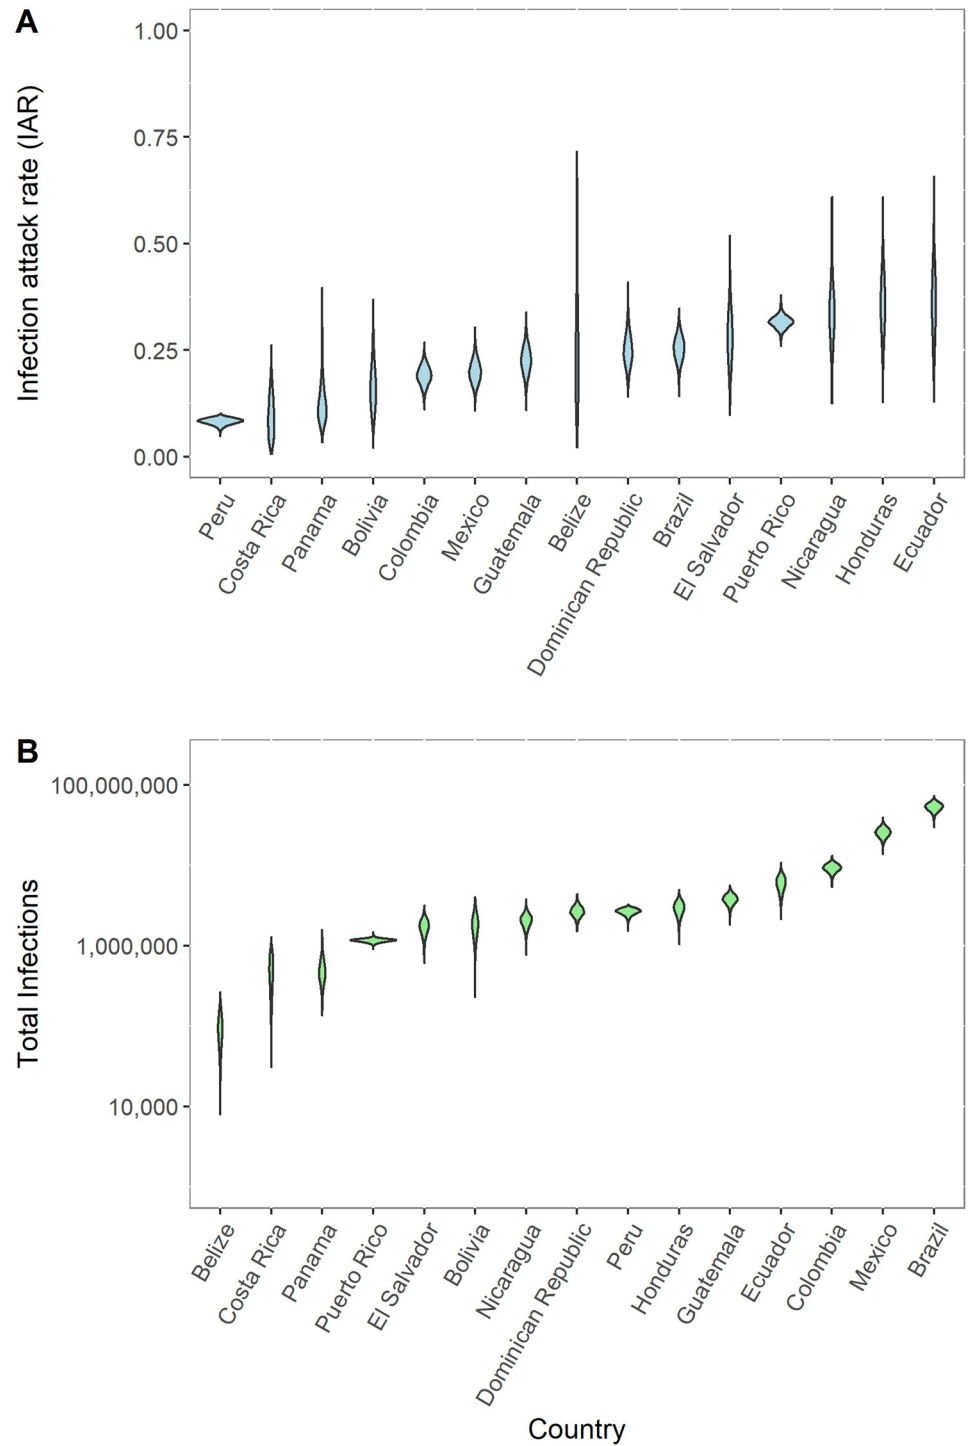 A
Infection attack rate (IAR)
1.00
0.75
0.50
0.25
0.00
Peru
Costa Rica
Panama
Bolivia
Colombia
Mexico
Guatemala
Belize
Dominican Republic
Brazil
El Salvador
Puerto Rico
Nicaragua
Honduras
Ecuador
B
Total Infections
100,000,000
1,000,000
10,000
Belize
Costa Rica
Panama
Puerto Rico
El Salvador
Bolivia
Nicaragua
Dominican Republic
Peru
Honduras
Guatemala
Ecuador
Colombia
Mexico
Brazil
Country